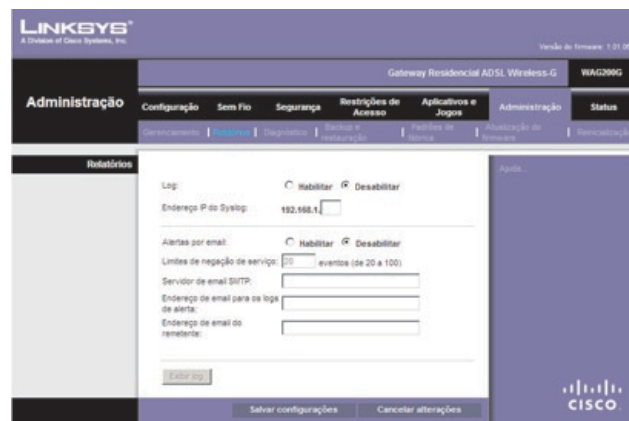 LINKSYS®
A Division of Cisco Systems, Inc.
Versão do firmware: 1.01.0
Gateway Residencial ADSL Wireless-G
WAG200G
Administração
Configuração
Sem Fio
Segurança
Restrições de Acesso
Aplicativos e Jogos
Administração
Status
Gerenciamento | Relatórios | Diagnóstico | Backup e restauração | Padrões de fábrica | Atualização do firmware | Reinicialização
Relatórios
Ajuda...
Log: Habilitar Desabilitar
Endereço IP do Syslog: 192.168.1.
Alertas por email: Habilitar Desabilitar
Limites de negação de serviço: 20 eventos (de 20 a 100)
Servidor de email SMTP:
Endereço de email para os logs
de alerta:
Endereço de email do
remetente:
Exibir log
Salvar configurações
Cancelar alterações
CISCO.